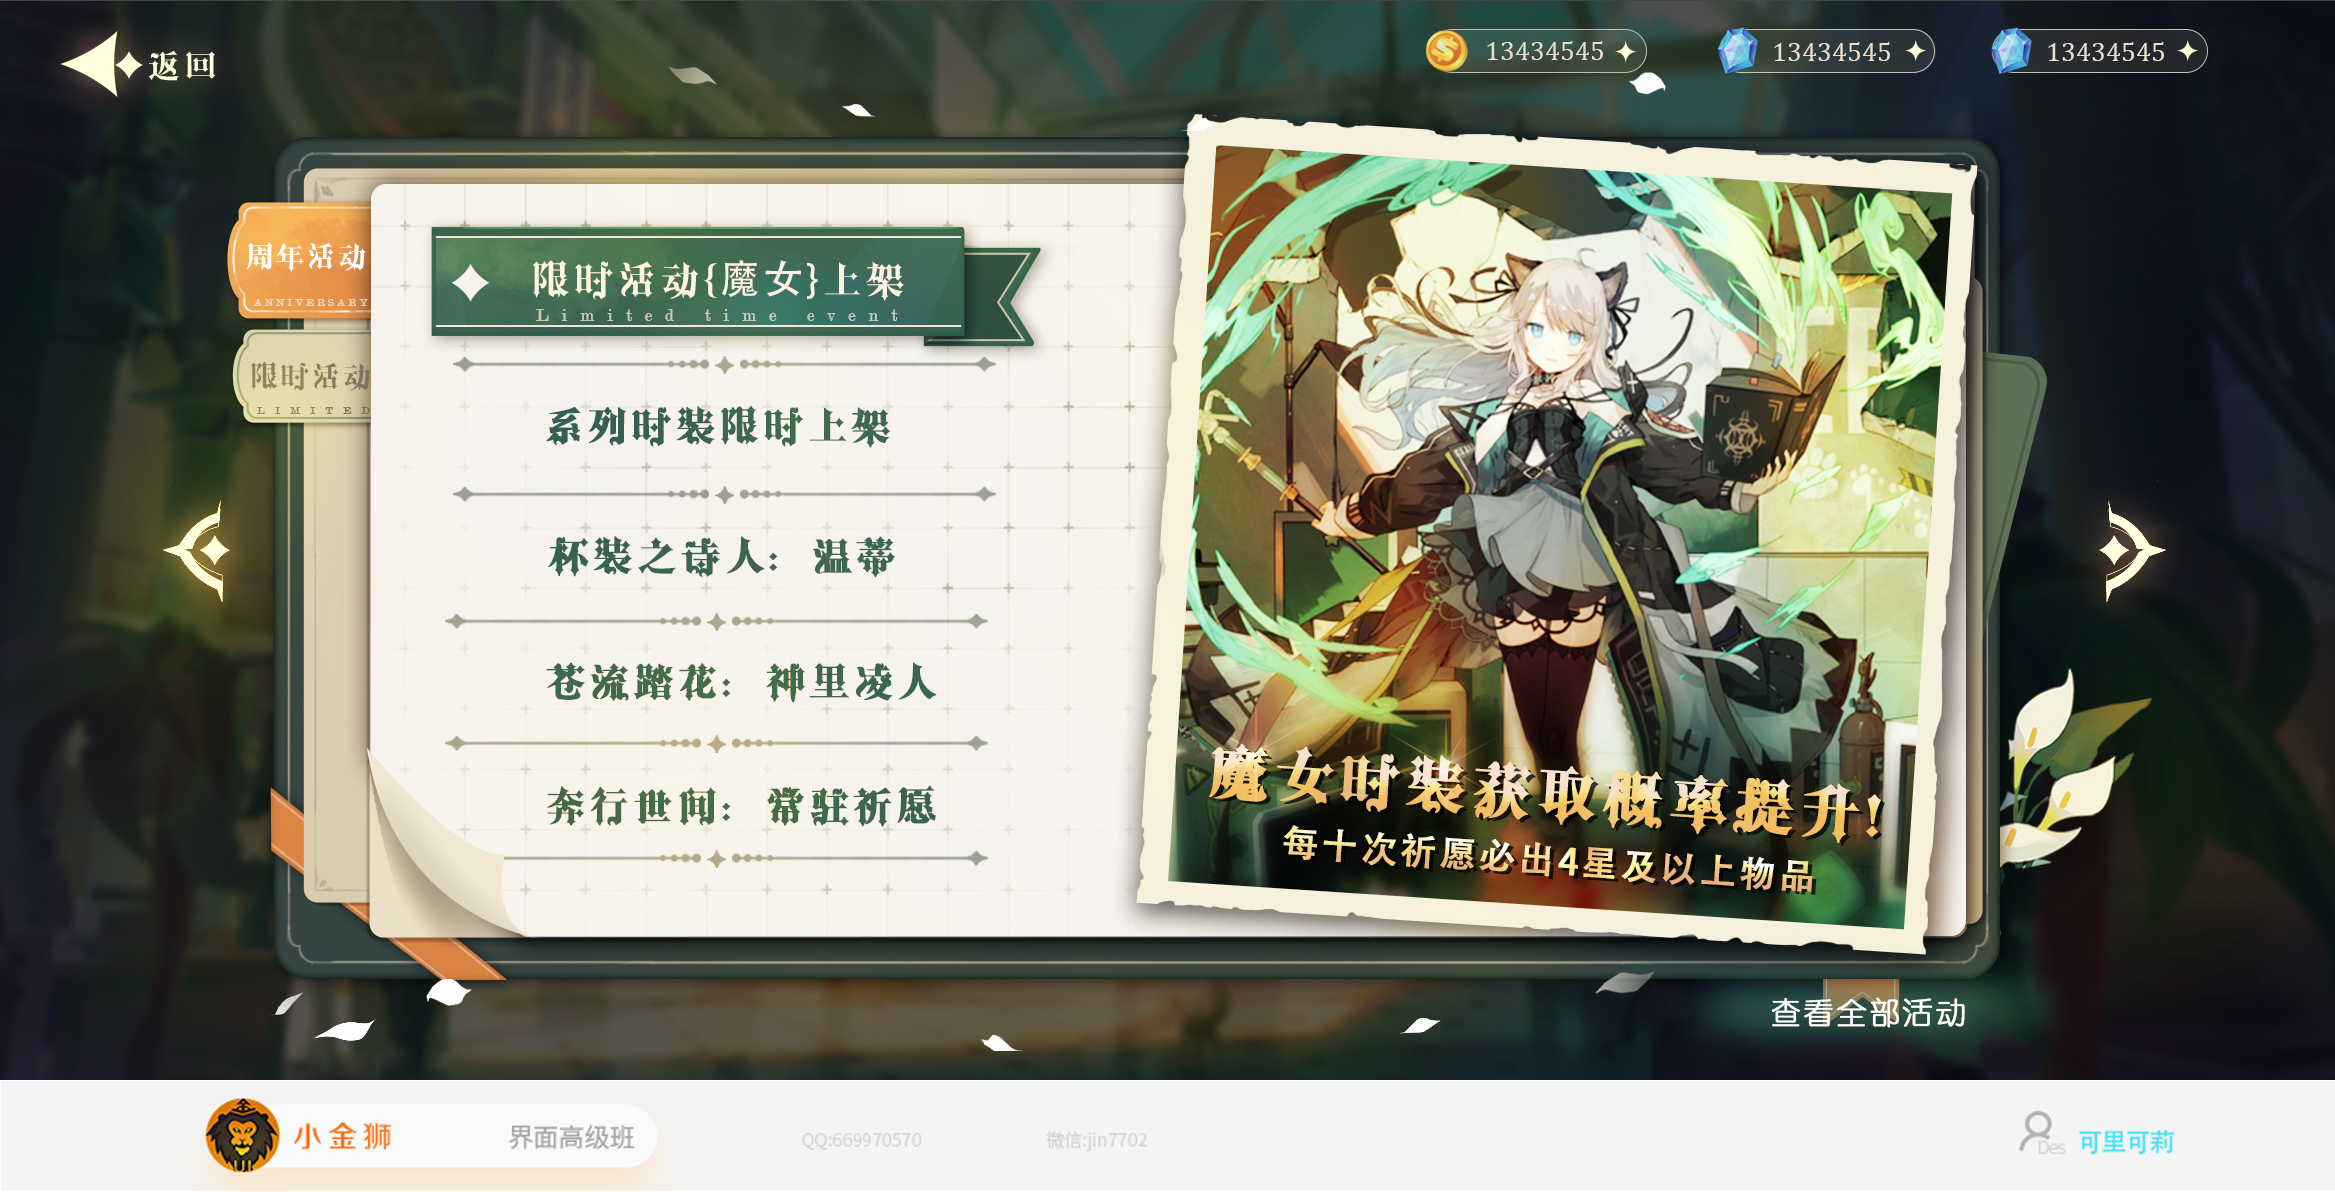 返回
13434545
13434545
13434545
周年活动
ANNIVERSARY
限时活动
LIMITED
限时活动{魔女}上架
Limited time event
系列时装限时上架
杯装之诗人：温蒂
苍流踏花：神里凌人
奔行世间：常驻祈愿
魔女时装获取概率提升!
每十次祈愿必出4星及以上物品
查看全部活动
小金狮
UI
界面高级班
QQ:669970570
微信:jin7702
Des
可里可莉